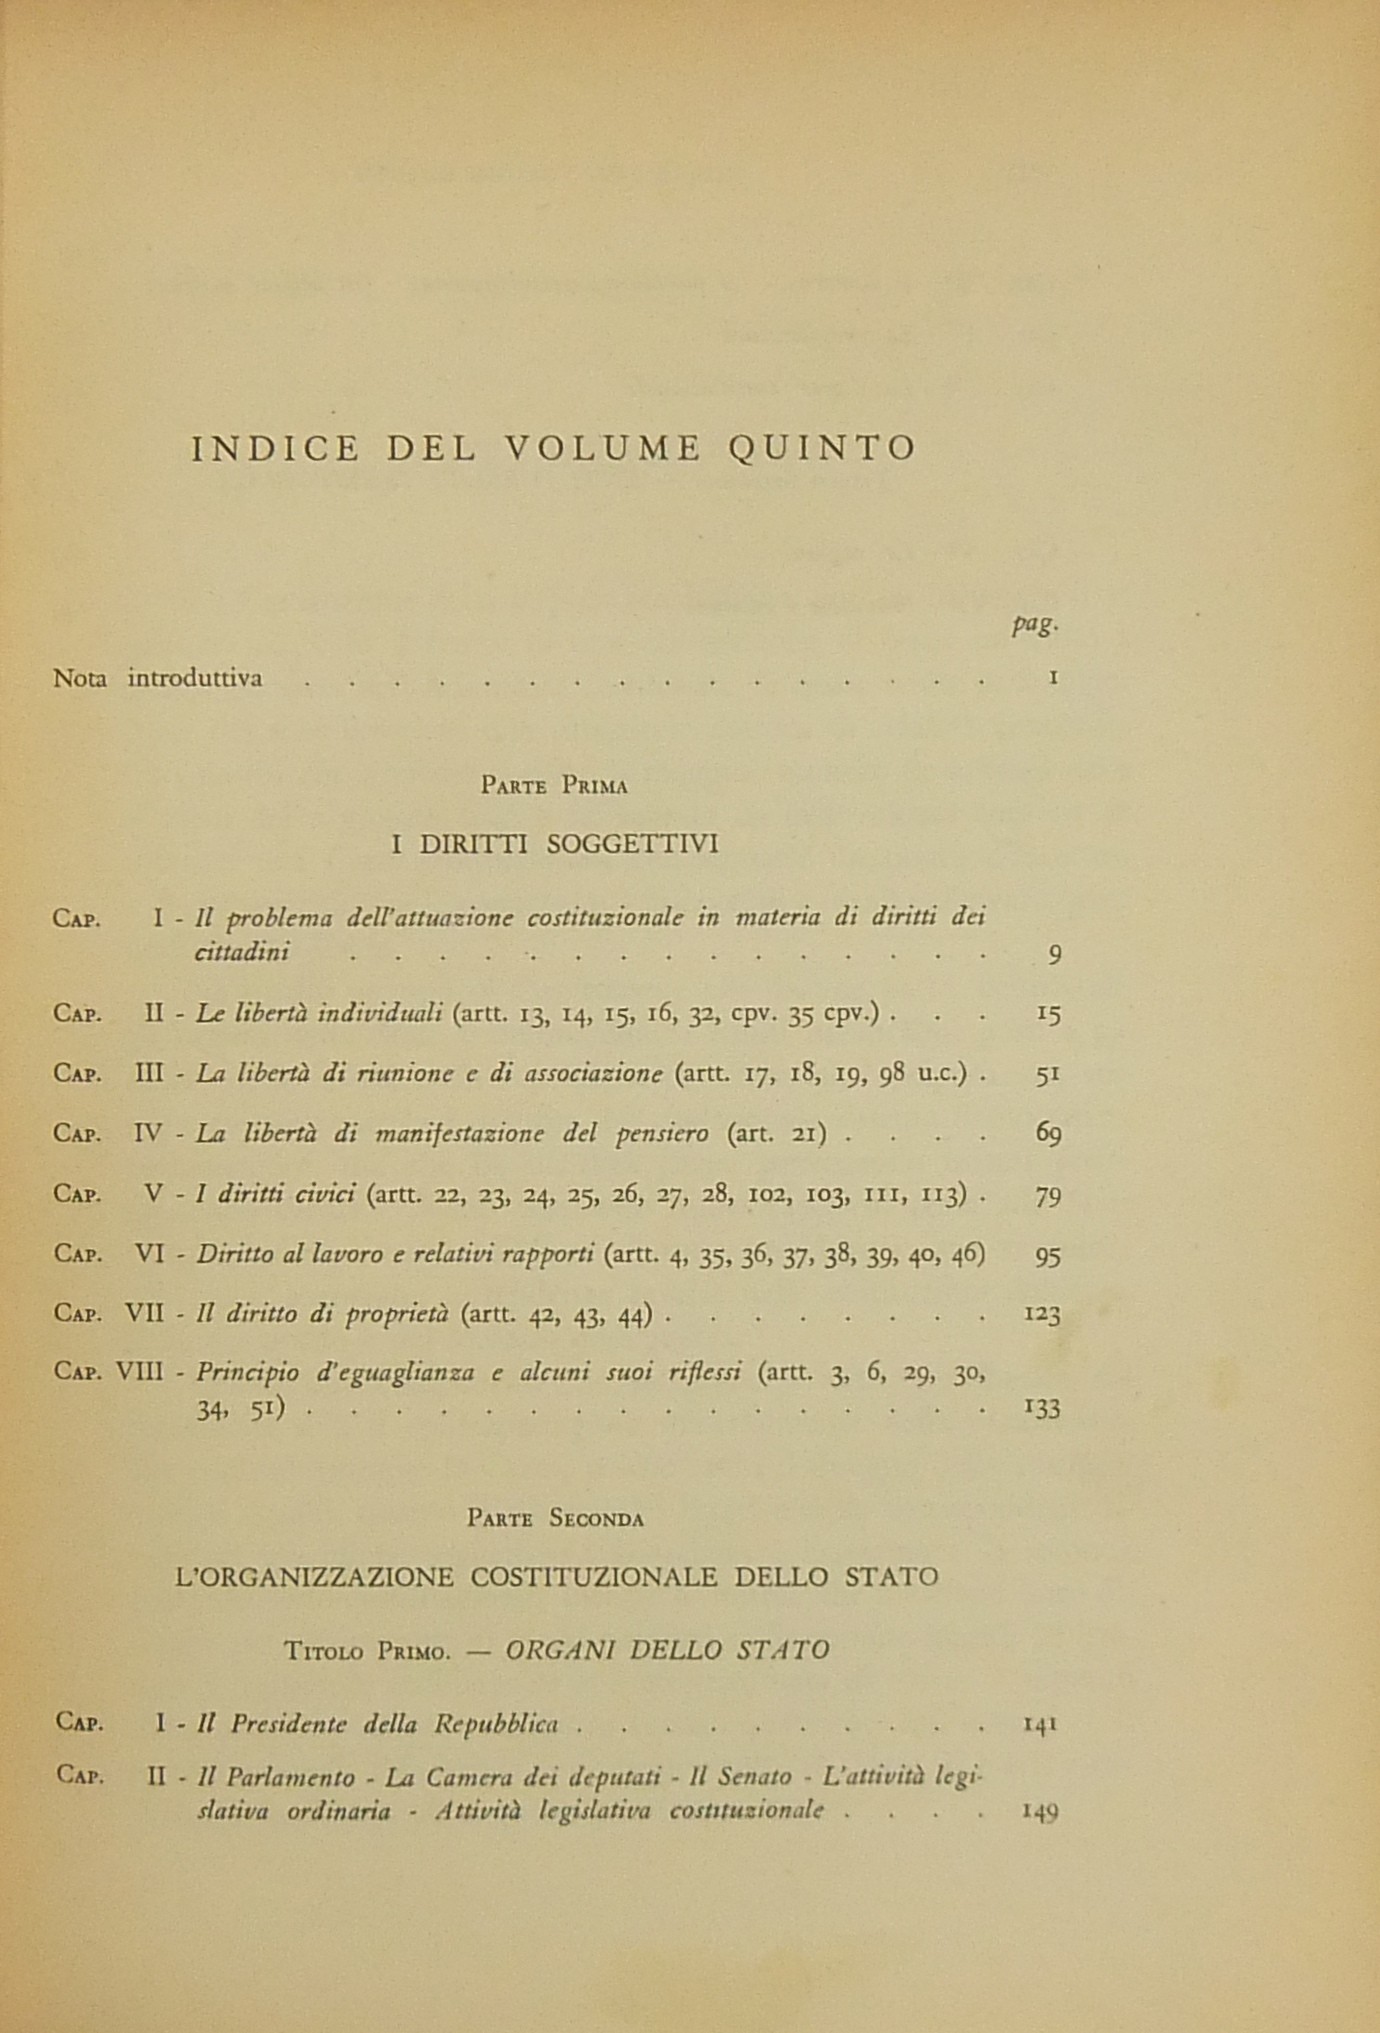 INDICE DEL VOLUME QUINTO
pag.
Nota introduttiva . . . . . . . . . . . . . . . . 1
Parte Prima
I DIRITTI SOGGETTIVI
Cap. I - Il problema dell'attuazione costituzionale in materia di diritti dei
cittadini . . . . . . . . . . . . . . . 9
Cap. II - Le libertà individuali (artt. 13, 14, 15, 16, 32, cpv. 35 cpv.) . . . 15
Cap. III - La libertà di riunione e di associazione (artt. 17, 18, 19, 98 u.c.) . 51
Cap. IV - La libertà di manifestazione del pensiero (art. 21) . . . . 69
Cap. V - I diritti civici (artt. 22, 23, 24, 25, 26, 27, 28, 102, 103, 111, 113) . 79
Cap. VI - Diritto al lavoro e relativi rapporti (artt. 4, 35, 36, 37, 38, 39, 40, 46) 95
Cap. VII - Il diritto di proprietà (artt. 42, 43, 44) . . . . . . . . 123
Cap. VIII - Principio d'eguaglianza e alcuni suoi riflessi (artt. 3, 6, 29, 30,
34, 51) . . . . . . . . . . . . . . . . 133
Parte Seconda
L'ORGANIZZAZIONE COSTITUZIONALE DELLO STATO
Titolo Primo. — ORGANI DELLO STATO
Cap. I - Il Presidente della Repubblica . . . . . . . . . . 141
Cap. II - Il Parlamento - La Camera dei deputati - Il Senato - L'attività legi-
slativa ordinaria - Attività legislativa costituzionale . . . . 149